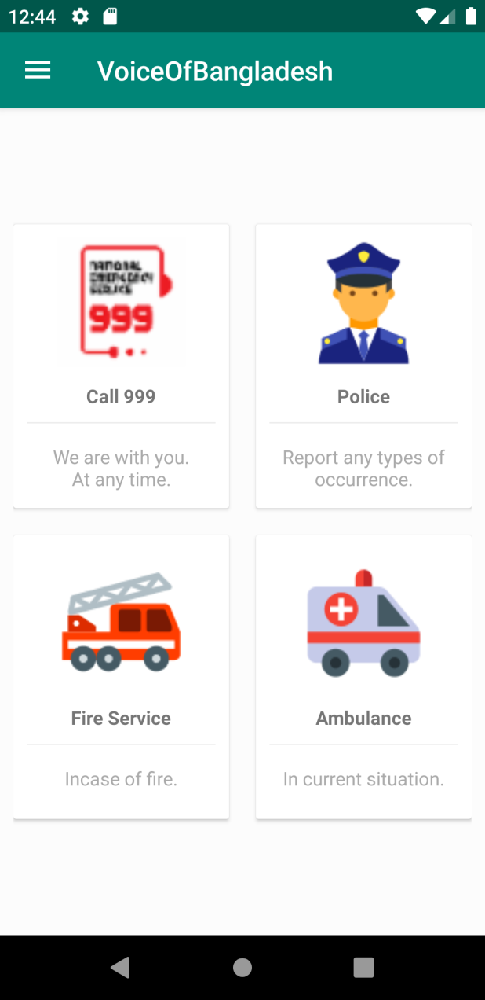 12:44
VoiceOfBangladesh
NATIONAL
EMERGENCY
SERVICE
999
Call 999
We are with you.
At any time.
Police
Report any types of
occurrence.
Fire Service
Incase of fire.
Ambulance
In current situation.